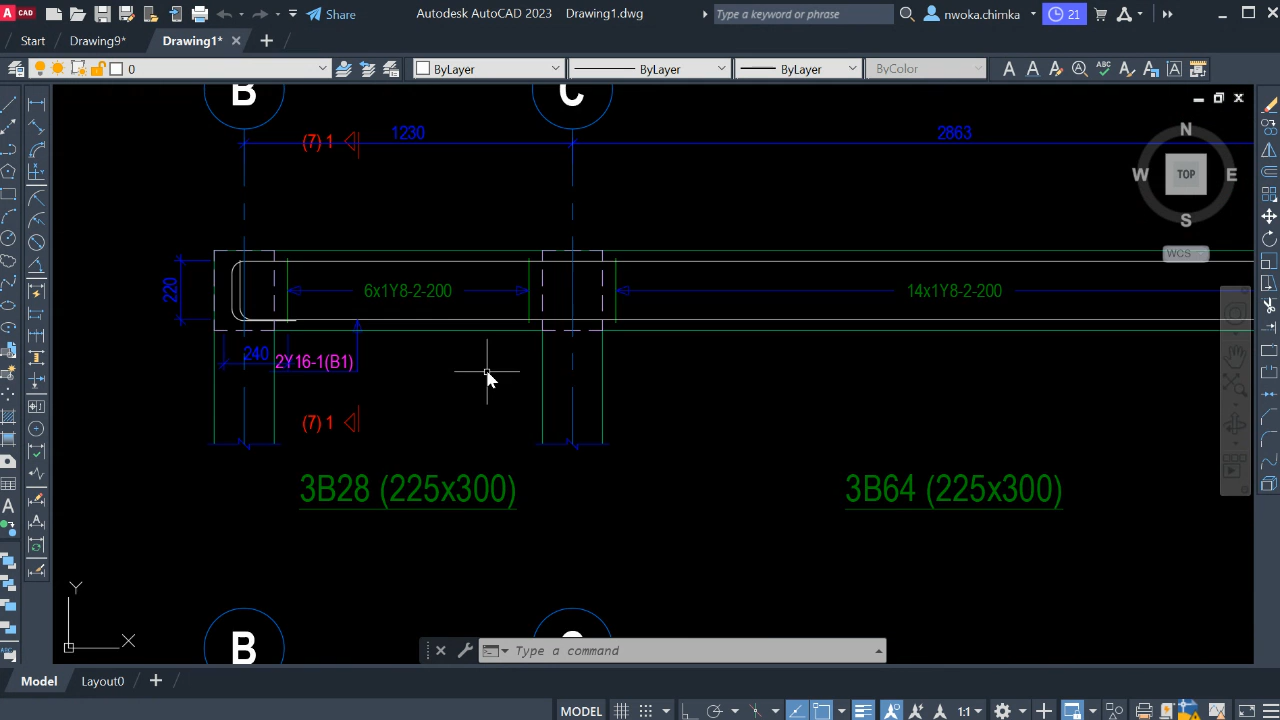 CAD
Share
Autodesk AutoCAD 2023 Drawing1.dwg
Type a keyword or phrase
nwoka.chimka
21
Start
Drawing9*
Drawing1*
0
ByLayer
ByLayer
ByLayer
ByColor
B
C
(7) 1
1230
2863
N
W
TOP
E
S
WCS
220
6x1Y8-2-200
14x1Y8-2-200
240
2Y16-1(B1)
(7) 1
3B28 (225x300)
3B64 (225x300)
Y
X
B
Type a command
Model
Layout0
MODEL
1:1